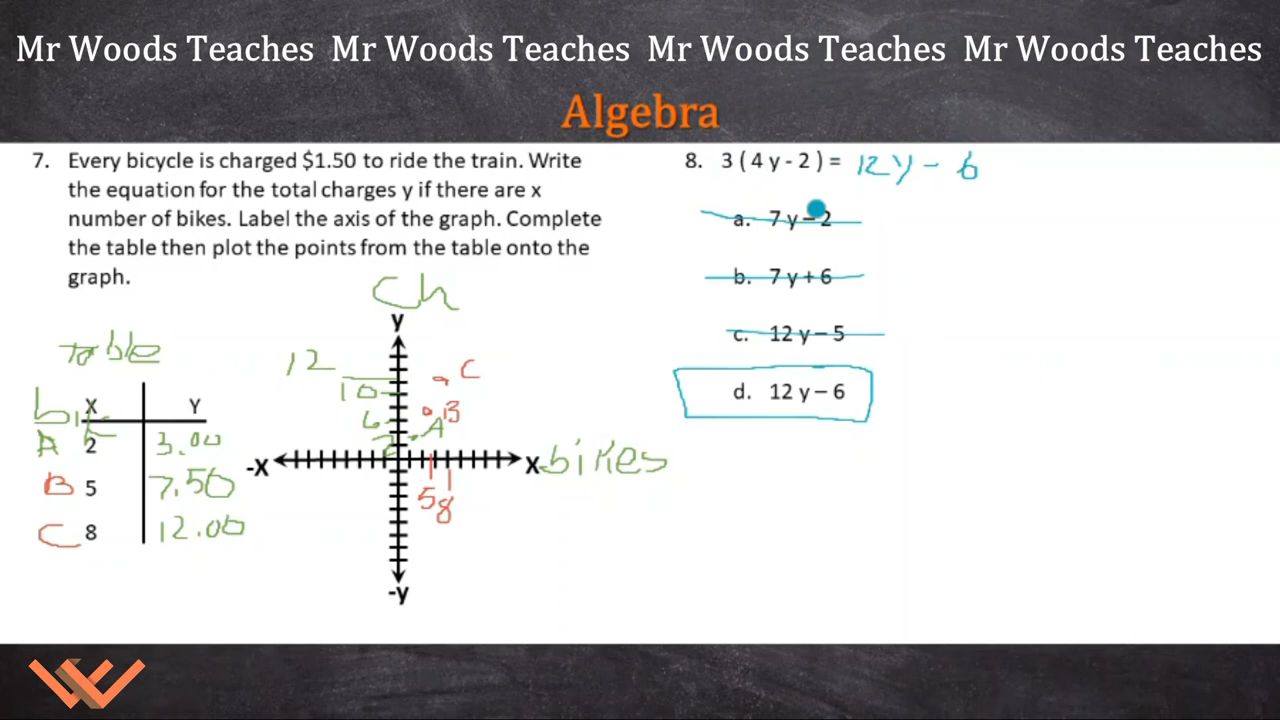 Mr Woods Teaches Mr Woods Teaches Mr Woods Teaches Mr Woods Teaches
Algebra
7. Every bicycle is charged $1.50 to ride the train. Write
the equation for the total charges y if there are x
number of bikes. Label the axis of the graph. Complete
the table then plot the points from the table onto the
graph.
table
bik
X Y
A 2 3.00
B 5 7.50
C 8 12.00
Ch
y
12
10
6
2
C
B
A
-X
X bikes
5 8
-y
8. 3 ( 4 y - 2 ) = 12 y - 6
a. 7 y – 2
b. 7 y + 6
c. 12 y – 5
d. 12 y – 6